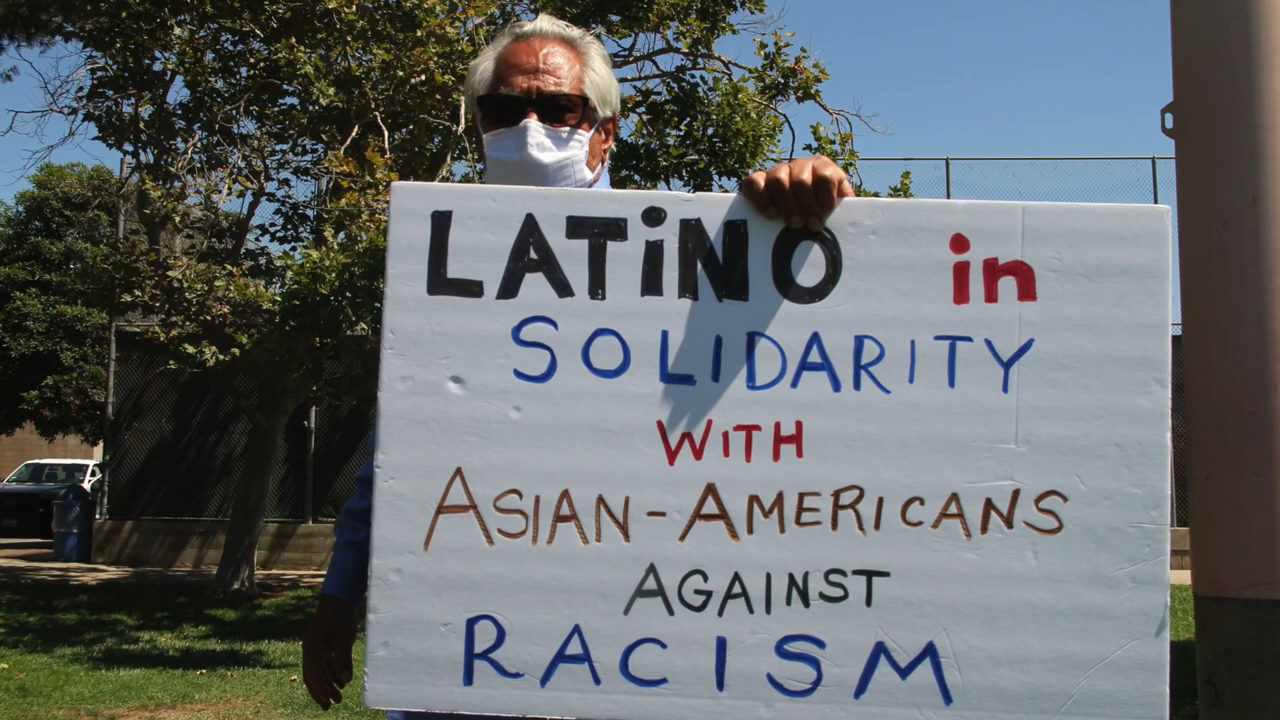 LATiNO in
SOLIDARITY
WITH
ASIAN-AMERICANS
AGAINST
RACISM